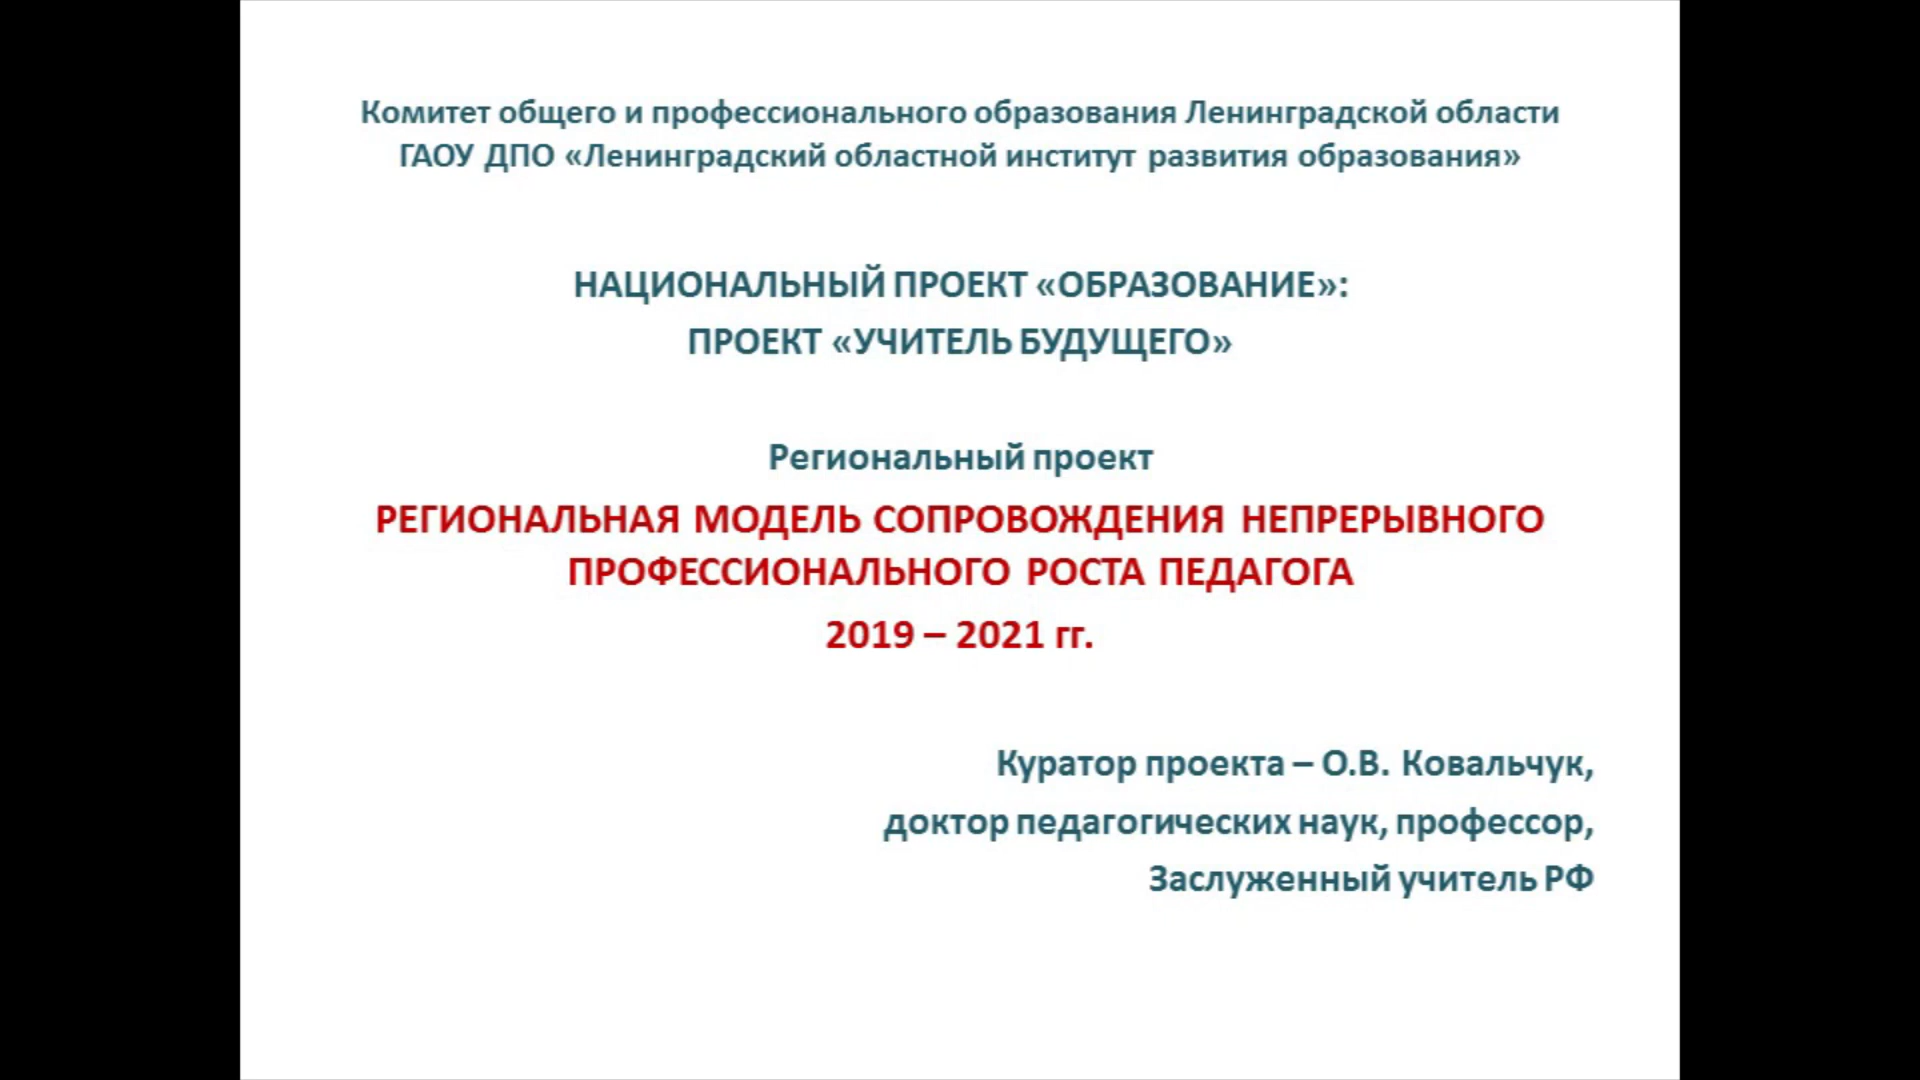 Комитет общего и профессионального образования Ленинградской области
ГАОУ ДПО «Ленинградский областной институт развития образования»
НАЦИОНАЛЬНЫЙ ПРОЕКТ «ОБРАЗОВАНИЕ»:
ПРОЕКТ «УЧИТЕЛЬ БУДУЩЕГО»
Региональный проект
РЕГИОНАЛЬНАЯ МОДЕЛЬ СОПРОВОЖДЕНИЯ НЕПРЕРЫВНОГО
ПРОФЕССИОНАЛЬНОГО РОСТА ПЕДАГОГА
2019 – 2021 гг.
Куратор проекта – О.В. Ковальчук,
доктор педагогических наук, профессор,
Заслуженный учитель РФ